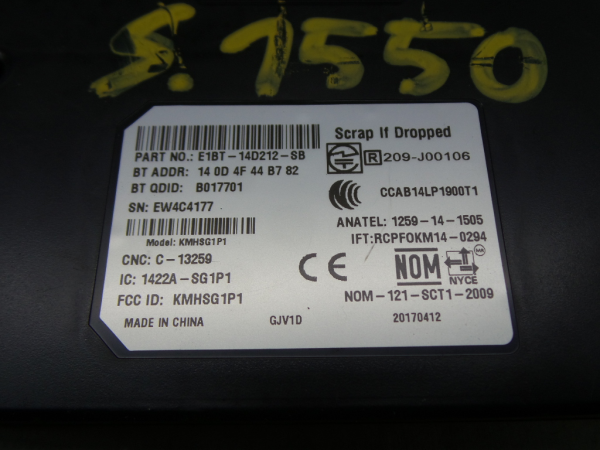 S.1550
Scrap If Dropped
PART NO.: E1BT-14D212-SB
R 209-J00106
BT ADDR: 14 0D 4F 44 B7 82
BT QDID: B017701
CCAB14LP1900T1
SN: EW4C4177
ANATEL: 1259-14-1505
Model: KMHSG1P1
IFT:RCPFOKM14-0294
CNC: C-13259
CE
NOM
NYCE
IC: 1422A-SG1P1
FCC ID: KMHSG1P1
NOM-121-SCT1-2009
MADE IN CHINA
GJV1D
20170412